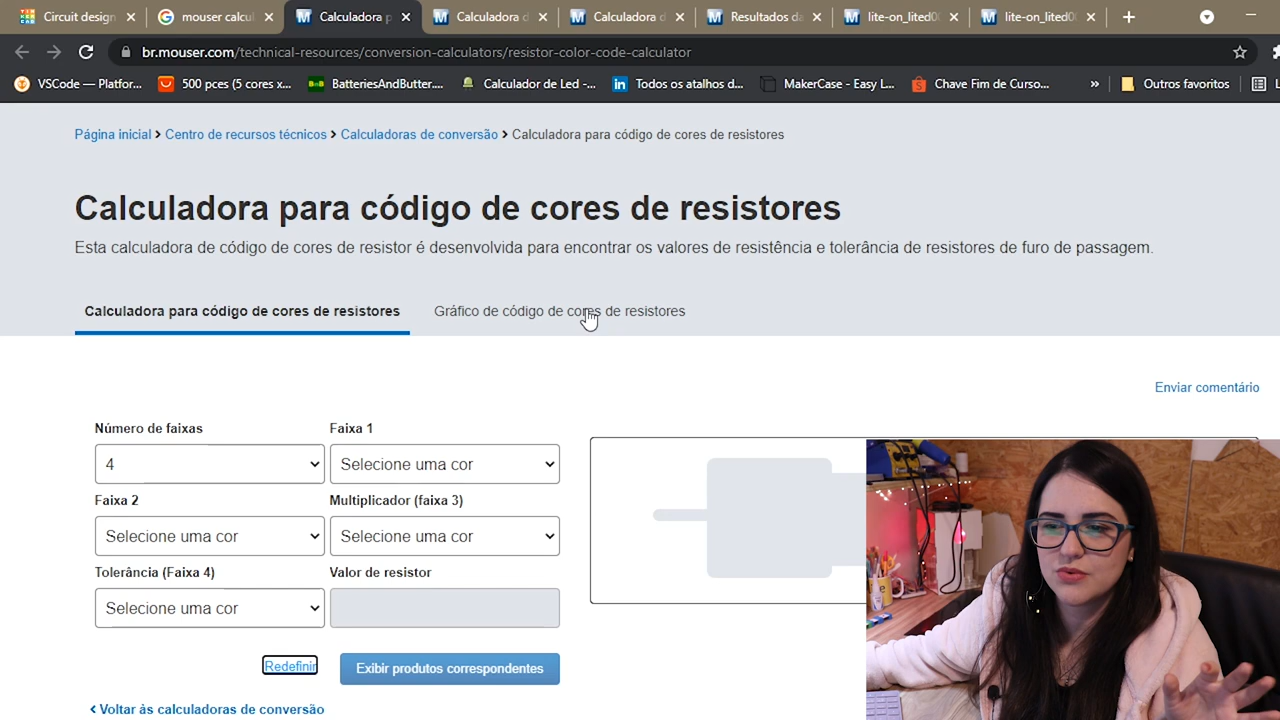 Circuit design
mouser calcul
Calculadora p
Calculadora d
Calculadora d
Resultados da
lite-on_lited0
lite-on_lited0
br.mouser.com/technical-resources/conversion-calculators/resistor-color-code-calculator
VSCode — Platfor...
500 pces (5 cores x...
BatteriesAndButter....
Calculador de Led -...
Todos os atalhos d...
MakerCase - Easy L...
Chave Fim de Curso...
»
Outros favoritos
Página inicial > Centro de recursos técnicos > Calculadoras de conversão > Calculadora para código de cores de resistores
Calculadora para código de cores de resistores
Esta calculadora de código de cores de resistor é desenvolvida para encontrar os valores de resistência e tolerância de resistores de furo de passagem.
Calculadora para código de cores de resistores
Gráfico de código de cores de resistores
Enviar comentário
Número de faixas
Faixa 1
4
Selecione uma cor
Faixa 2
Multiplicador (faixa 3)
Selecione uma cor
Selecione uma cor
Tolerância (Faixa 4)
Valor de resistor
Selecione uma cor
Redefinir
Exibir produtos correspondentes
Voltar às calculadoras de conversão